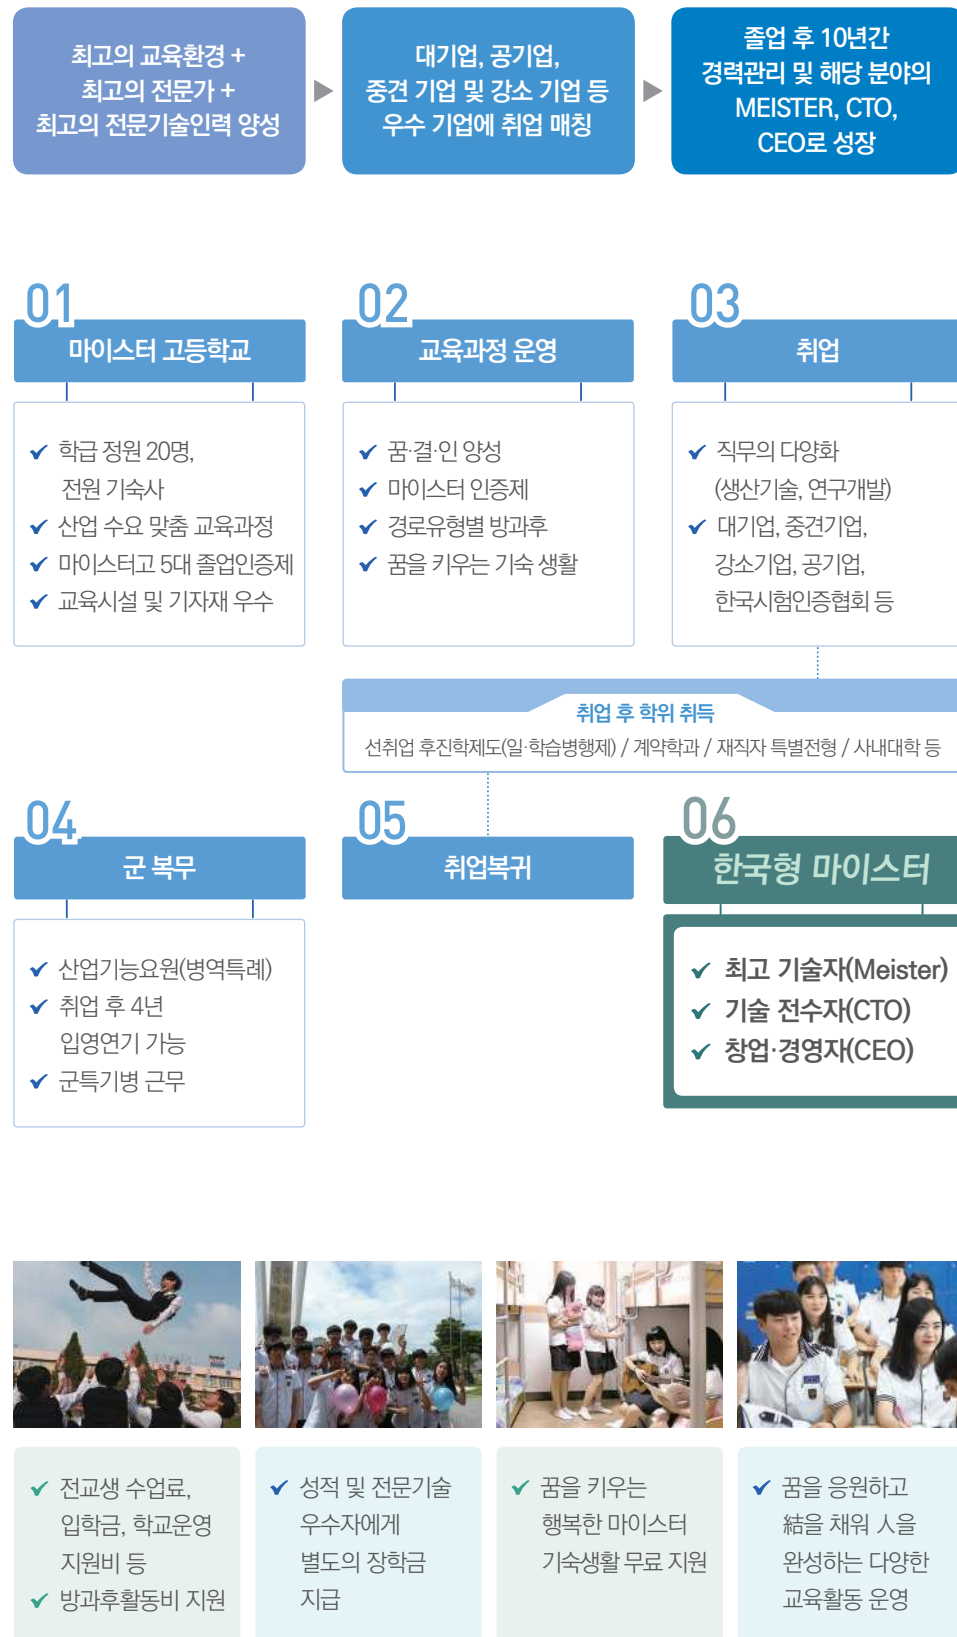 최고의 교육환경 +
최고의 전문가 +
최고의 전문기술인력 양성
대기업, 공기업,
중견 기업 및 강소 기업 등
우수 기업에 취업 매칭
졸업 후 10년간
경력관리 및 해당 분야의
MEISTER, CTO,
CEO로 성장
01
마이스터 고등학교
학급 정원 20명,
전원 기숙사
산업 수요 맞춤 교육과정
마이스터고 5대 졸업인증제
교육시설 및 기자재 우수
02
교육과정 운영
꿈·결·인 양성
마이스터 인증제
경로유형별 방과후
꿈을 키우는 기숙 생활
03
취업
직무의 다양화
(생산기술, 연구개발)
대기업, 중견기업,
강소기업, 공기업,
한국시험인증협회 등
취업 후 학위 취득
선취업 후진학제도(일·학습병행제) / 계약학과 / 재직자 특별전형 / 사내대학 등
04
군 복무
산업기능요원(병역특례)
취업 후 4년
입영연기 가능
군특기병 근무
05
취업복귀
06
한국형 마이스터
최고 기술자(Meister)
기술 전수자(CTO)
창업·경영자(CEO)
전교생 수업료,
입학금, 학교운영
지원비 등
방과후활동비 지원
성적 및 전문기술
우수자에게
별도의 장학금
지급
꿈을 키우는
행복한 마이스터
기숙생활 무료 지원
꿈을 응원하고
結을 채워 人을
완성하는 다양한
교육활동 운영